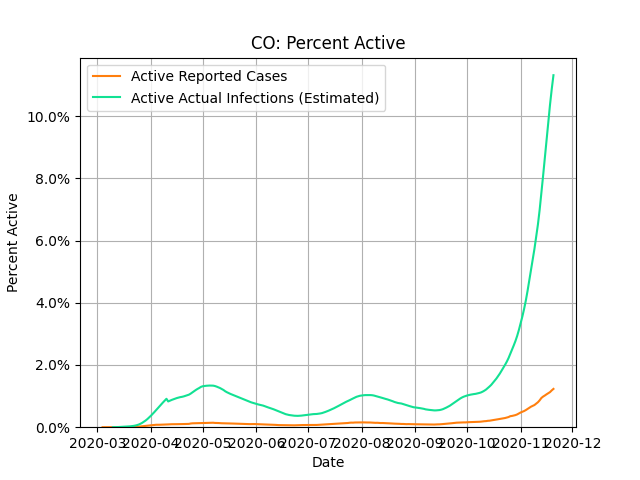 CO: Percent Active
Active Reported Cases
Active Actual Infections (Estimated)
10.0%
8.0%
6.0%
4.0%
2.0%
0.0%
Percent Active
2020-03 2020-04 2020-05 2020-06 2020-07 2020-08 2020-09 2020-10 2020-11 2020-12
Date